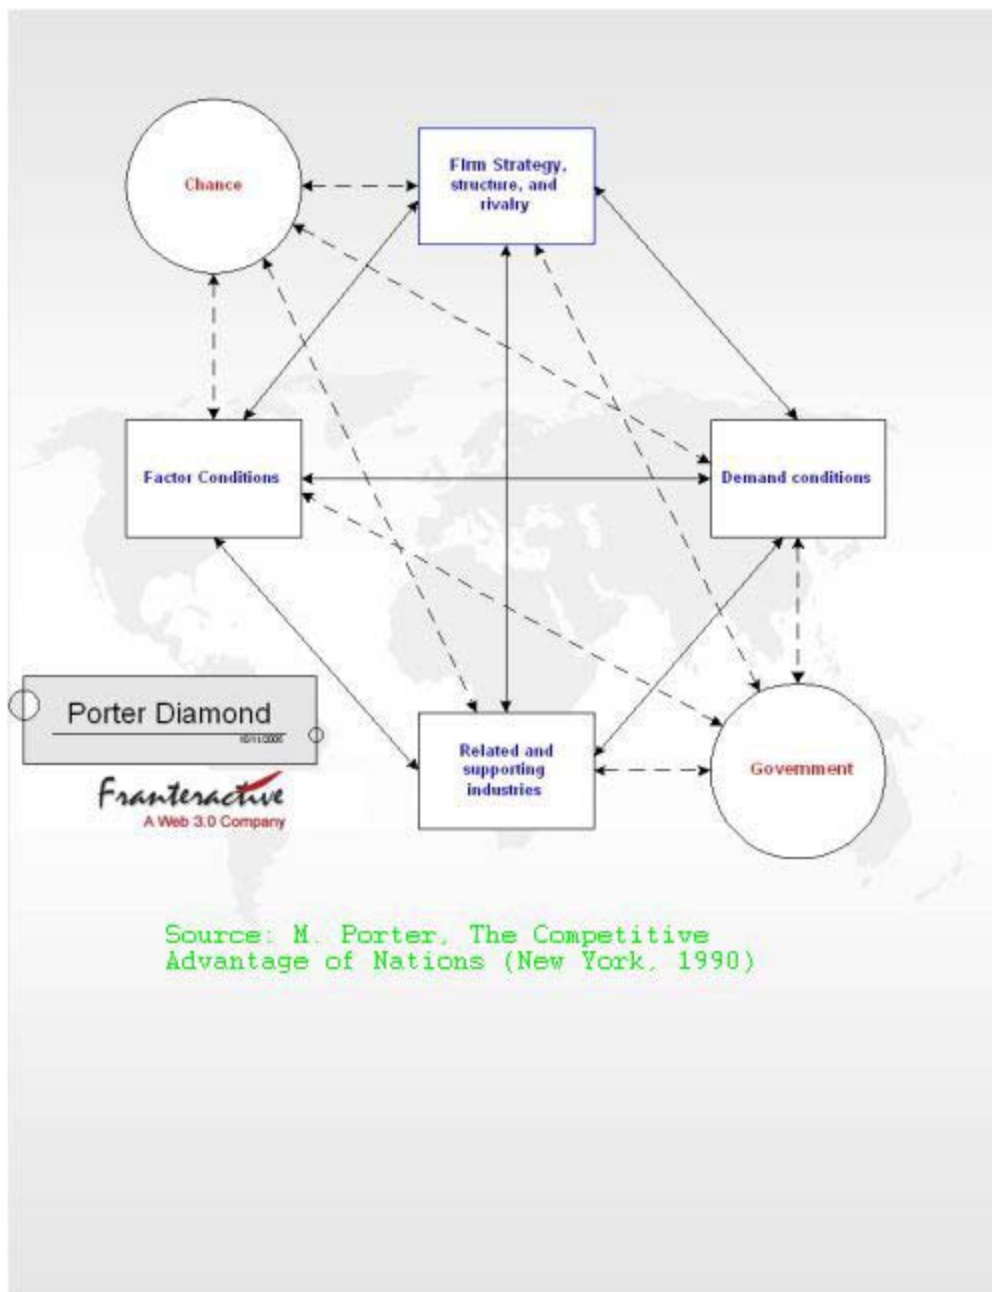 Chance
FIrm Strategy,
structure, and
rivalry
Factor Conditions
Demand conditions
Porter Diamond
Related and
supporting
industries
Government
Franteractive
A Web 3.0 Company
Source: M. Porter, The Competitive
Advantage of Nations (New York, 1990)